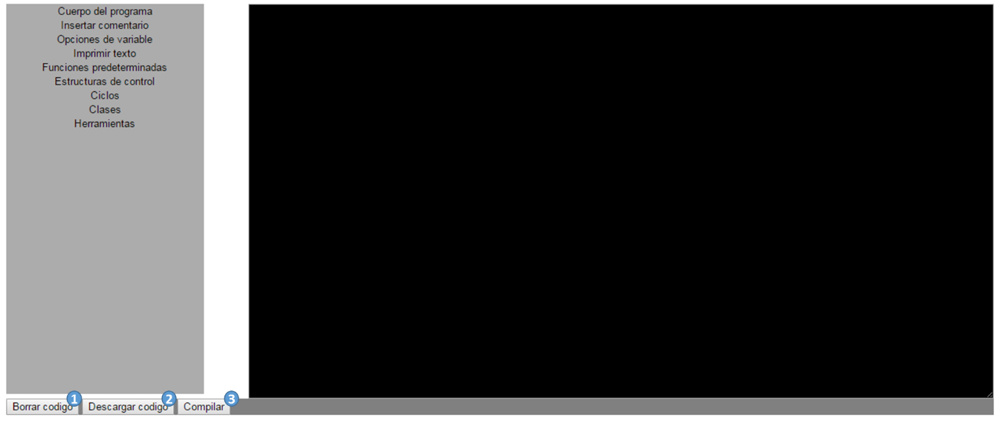 Cuerpo del programa
Insertar comentario
Opciones de variable
Imprimir texto
Funciones predeterminadas
Estructuras de control
Ciclos
Clases
Herramientas
Borrar codigo 1 Descargar codigo 2 Compilar 3